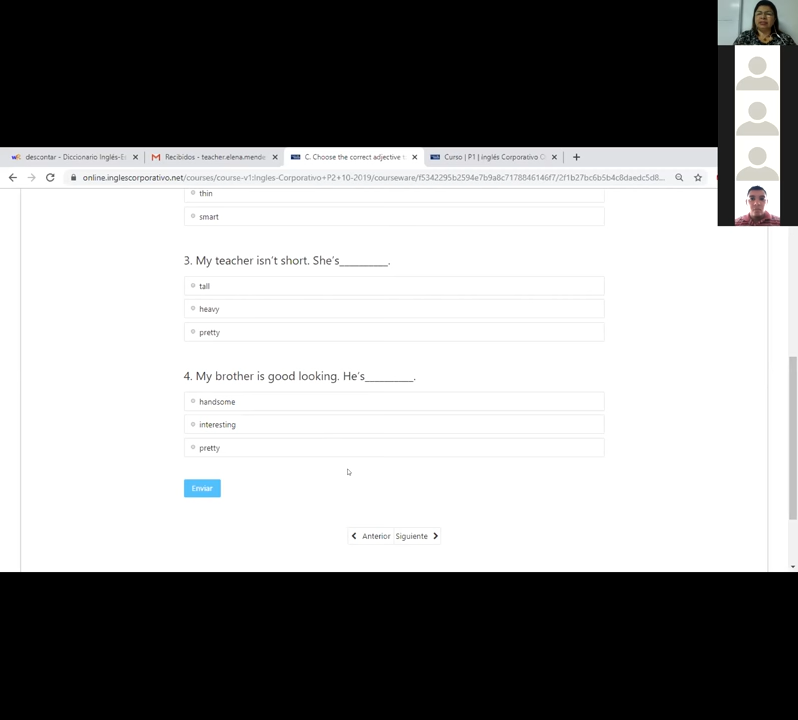 descontar - Diccionario Inglés-Es
Recibidos - teacher.elena.mende
C. Choose the correct adjective t
Curso | P1 | inglés Corporativo O
online.inglescorporativo.net/courses/course-v1:Ingles-Corporativo+P2+10-2019/courseware/f5342295b2594e7b9a8c7178846146f7/2f1b27bc6b5b4c8daedc5d8...
thin
smart
3. My teacher isn't short. She's_________.
tall
heavy
pretty
4. My brother is good looking. He's_________.
handsome
interesting
pretty
Enviar
Anterior Siguiente